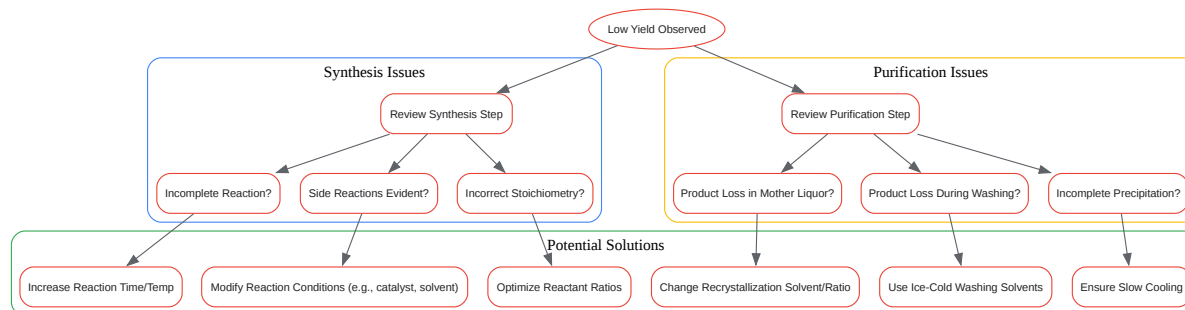 Low Yield Observed
Synthesis Issues
Purification Issues
Review Synthesis Step
Review Purification Step
Incomplete Reaction?
Side Reactions Evident?
Incorrect Stoichiometry?
Product Loss in Mother Liquor?
Product Loss During Washing?
Incomplete Precipitation?
Potential Solutions
Increase Reaction Time/Temp
Modify Reaction Conditions (e.g., catalyst, solvent)
Optimize Reactant Ratios
Change Recrystallization Solvent/Ratio
Use Ice-Cold Washing Solvents
Ensure Slow Cooling